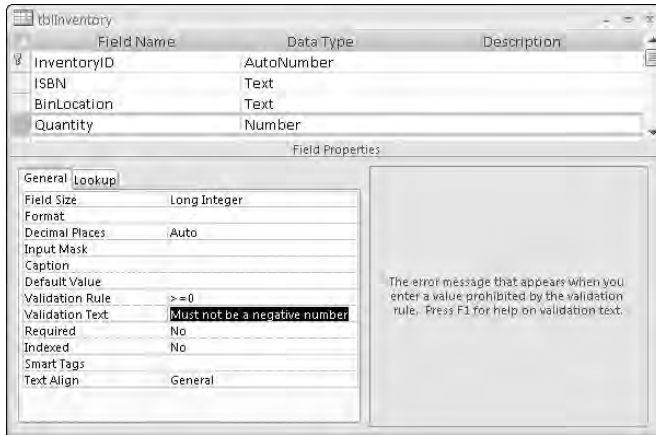 tblInventory
Field Name Data Type Description
InventoryID AutoNumber
ISBN Text
BinLocation Text
Quantity Number
Field Properties
General Lookup
Field Size Long Integer
Format
Decimal Places Auto
Input Mask
Caption
Default Value
Validation Rule >=0
Validation Text Must not be a negative number
Required No
Indexed No
Smart Tags
Text Align General
The error message that appears when you
enter a value prohibited by the validation
rule. Press F1 for help on validation text.